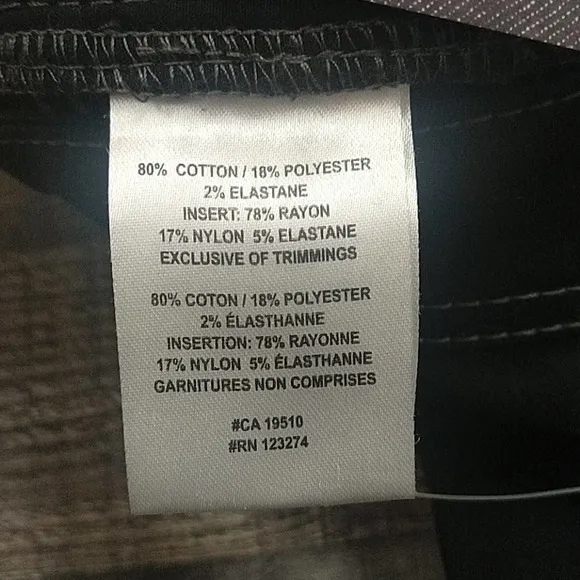 80% COTTON / 18% POLYESTER
2% ELASTANE
INSERT: 78% RAYON
17% NYLON 5% ELASTANE
EXCLUSIVE OF TRIMMINGS
80% COTON / 18% POLYESTER
2% ÉLASTHANNE
INSERTION: 78% RAYONNE
17% NYLON 5% ÉLASTHANNE
GARNITURES NON COMPRISES
#CA 19510
#RN 123274